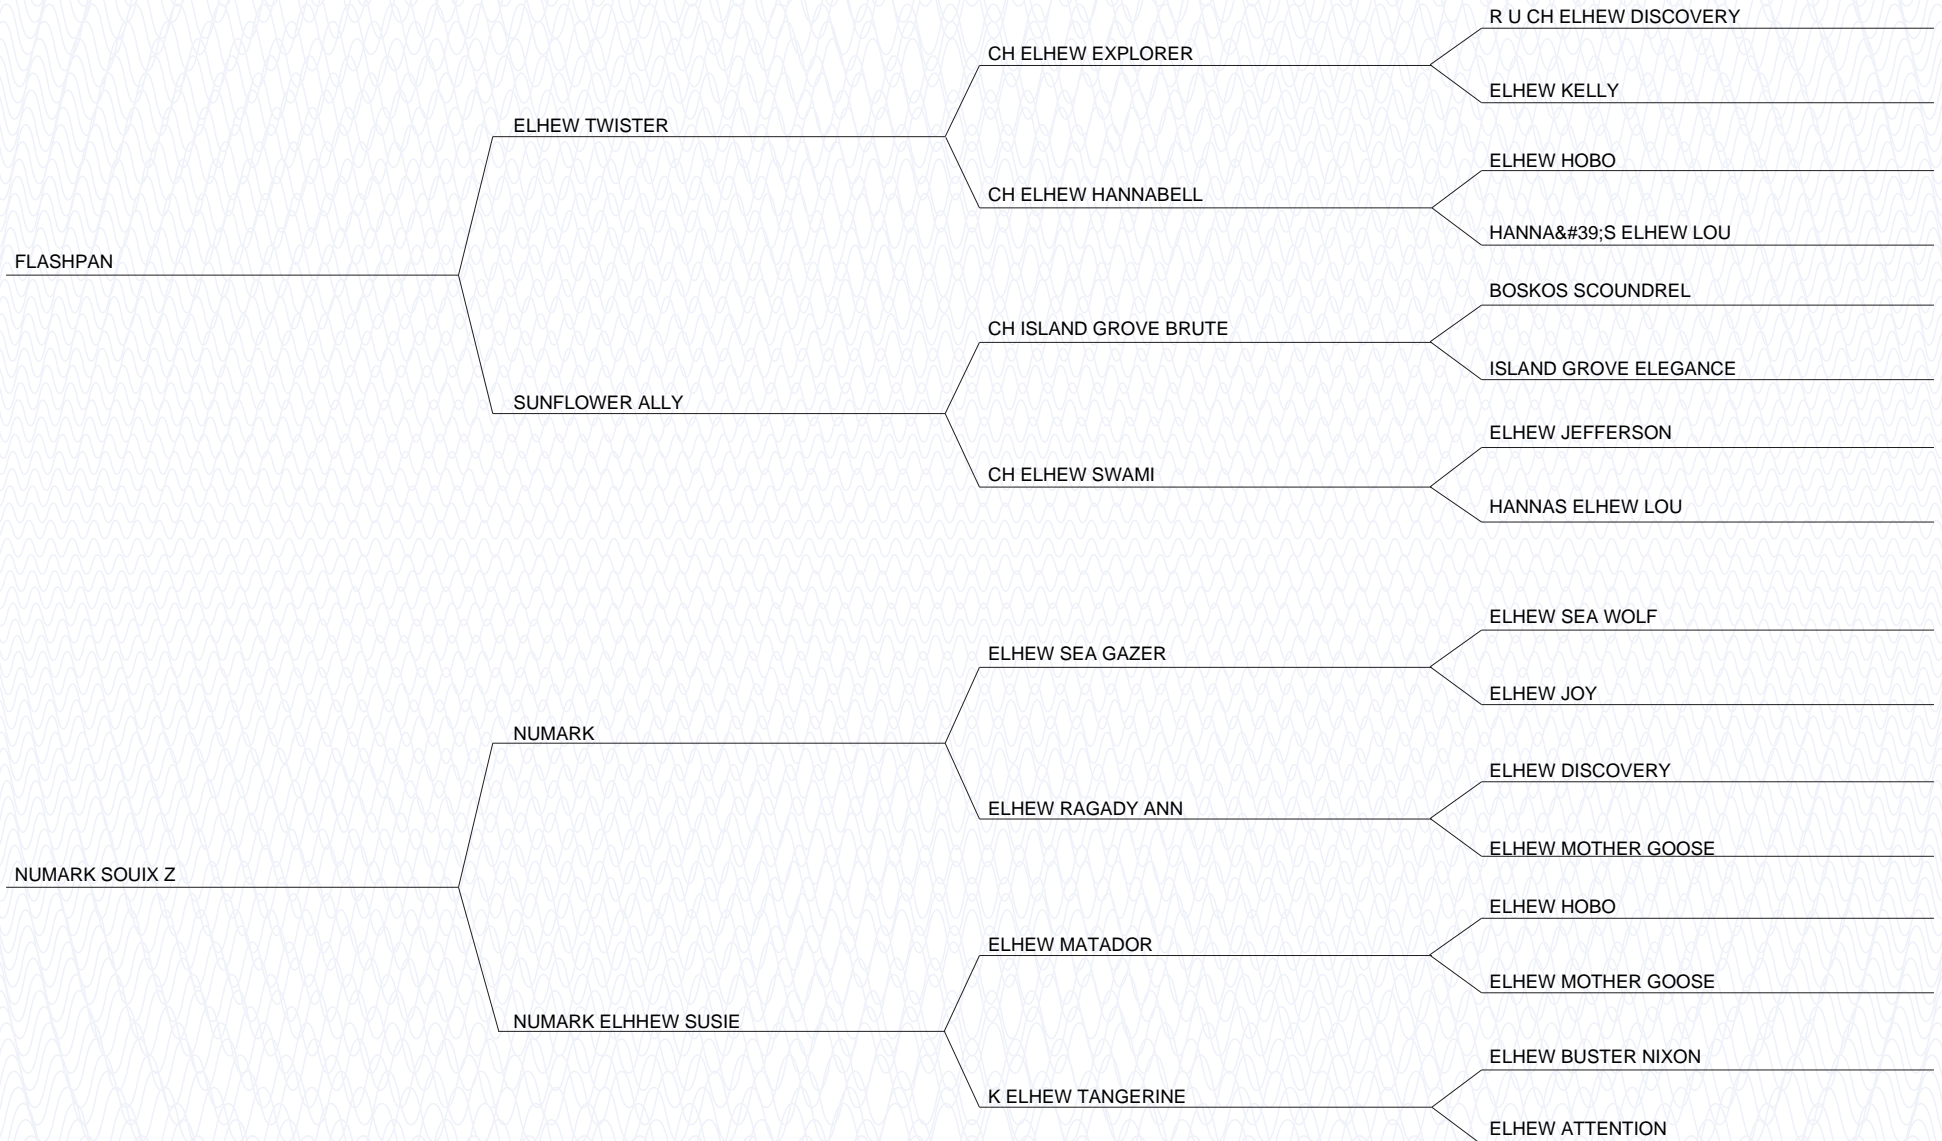 R U CH ELHEW DISCOVERY
CH ELHEW EXPLORER
ELHEW KELLY
ELHEW TWISTER
ELHEW HOBO
CH ELHEW HANNABELL
HANNA&#39;S ELHEW LOU
FLASHPAN
BOSKOS SCOUNDREL
CH ISLAND GROVE BRUTE
ISLAND GROVE ELEGANCE
SUNFLOWER ALLY
ELHEW JEFFERSON
CH ELHEW SWAMI
HANNAS ELHEW LOU
ELHEW SEA WOLF
ELHEW SEA GAZER
ELHEW JOY
NUMARK
ELHEW DISCOVERY
ELHEW RAGADY ANN
ELHEW MOTHER GOOSE
NUMARK SOUIX Z
ELHEW HOBO
ELHEW MATADOR
ELHEW MOTHER GOOSE
NUMARK ELHHEW SUSIE
ELHEW BUSTER NIXON
K ELHEW TANGERINE
ELHEW ATTENTION